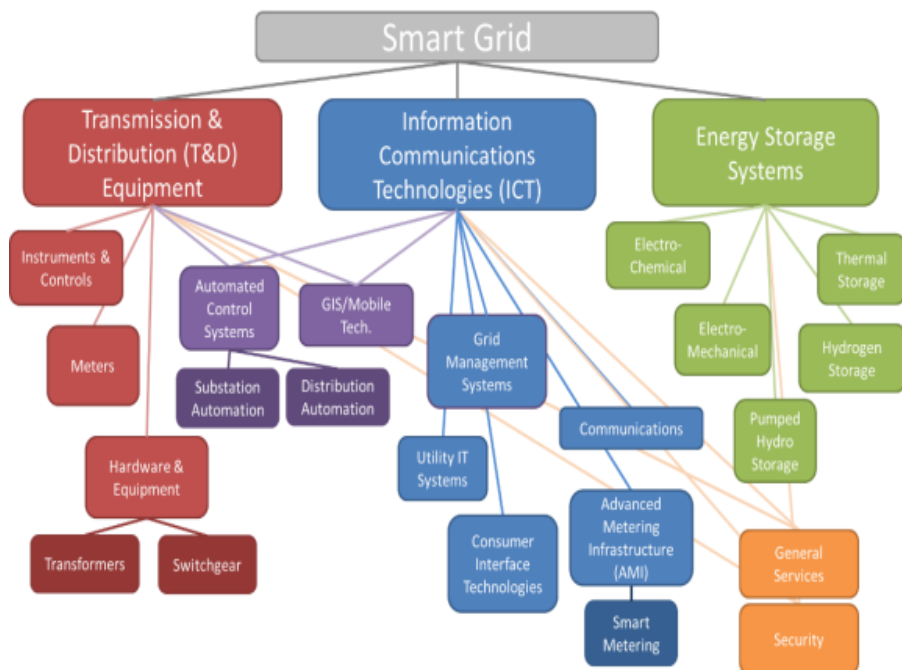 Smart Grid
Transmission &
Distribution (T&D)
Equipment
Information
Communications
Technologies (ICT)
Energy Storage
Systems
Instruments &
Controls
Meters
Hardware &
Equipment
Transformers
Switchgear
Automated
Control
Systems
GIS/Mobile
Tech.
Substation
Automation
Distribution
Automation
Grid
Management
Systems
Utility IT
Systems
Consumer
Interface
Technologies
Communications
Advanced
Metering
Infrastructure
(AMI)
Smart
Metering
Electro-
Chemical
Electro-
Mechanical
Thermal
Storage
Hydrogen
Storage
Pumped
Hydro
Storage
General
Services
Security